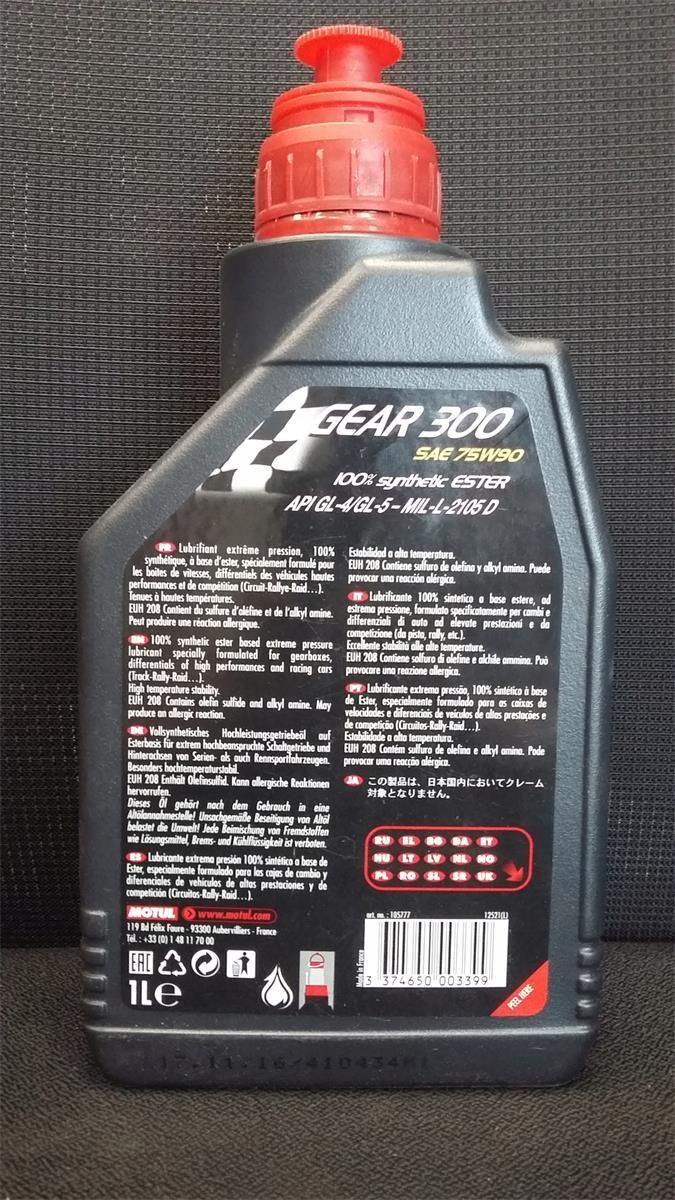 GEAR 300
SAE 75W90
100% synthetic ESTER
API GL-4/GL-5 - MIL-L-2105 D
FR Lubrifiant extrême pression, 100%
synthétique, à base d'ester, spécialement formulé pour
les boîtes de vitesses, différentiels des véhicules hautes
performances et de compétition (Circuit-Rallye-Raid…).
Tenues à hautes températures.
EUH 208 Contient du sulfure d'oléfine et de l'alkyl amine.
Peut produire une réaction allergique.
EN 100% synthetic ester based extreme pressure
lubricant specially formulated for gearboxes,
differentials of high performances and racing cars
(Track-Rally-Raid…).
High temperature stability.
EUH 208 Contains olefin sulfide and alkyl amine. May
produce an allergic reaction.
DE Vollsynthetisches Hochleistungsgetriebeöl auf
Esterbasis für extrem hochbeanspruchte Schaltgetriebe und
Hinterachsen von Serien- als auch Rennsportfahrzeugen.
Besonders hochtemperaturstabil.
EUH 208 Enthält Olefinsulfid. Kann allergische Reaktionen
hervorrufen.
Dieses Öl gehört nach dem Gebrauch in eine
Altölannahmestelle! Unsachgemäße Beseitigung von Altöl
belastet die Umwelt! Jede Beimischung von Fremdstoffen
wie Lösungsmittel, Brems- und Kühlflüssigkeit ist verboten.
ES Lubricante extrema presión 100% sintético a base de
Ester, especialmente formulado para las cajas de cambio y
diferenciales de vehículos de altas prestaciones y de
competición (Circuitos-Rally-Raid…).
Estabilidad a alta temperatura.
EUH 208 Contiene sulfuro de olefina y alkyl amina. Puede
provocar una reacción alérgica.
IT Lubrificante 100% sintetico a base estere, ad
estrema pressione, formulato specificatamente per cambi e
differenziali di auto ad elevate prestazioni e da
competizione (da pista, rally, etc.).
Eccellente stabilità alle alte temperature.
EUH 208 Contiene solfuro di olefine e alchile ammina. Può
provocare una reazione allergica.
PT Lubrificante extrema pressão, 100% sintético à base
de Ester, especialmente formulado para as caixas de
velocidades e diferenciais de veículos de altas prestações e
de competição (Circuitos-Rally-Raid…).
Estabilidade a alta temperatura.
EUH 208 Contém sulfuro de olefina e alkyl amina. Pode
provocar uma reacção alérgica.
JA この製品は、日本国内においてクレーム
対象となりません。
RU EL BG DA ET
HU LT LV NL NO
PL RO SL SR UK
MOTUL www.motul.com
119 Bd Félix Faure - 93300 Aubervilliers - France
Tél. : +33 (0) 1 48 11 70 00
EAC
1L e
art. no. : 105777 12521(L)
Made in France
3 374650 003399
PEEL HERE
17.11.16/410434M1